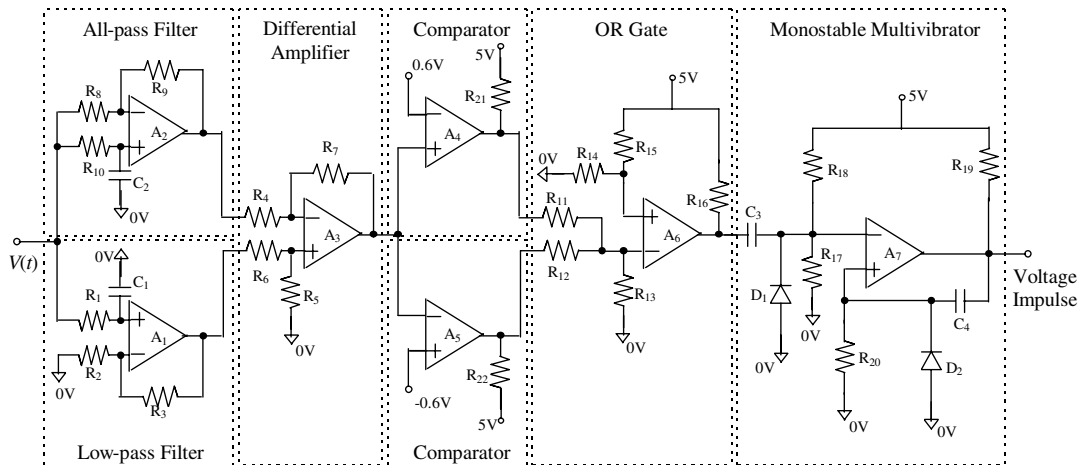 All-pass Filter
Differential
Amplifier
Comparator
OR Gate
Monostable Multivibrator
R9
R8
A2
R10
C2
0V
0.6V
5V
R21
A4
5V
R15
0V
R14
R16
R11
R12
A6
R13
0V
5V
R18
R19
C3
A7
R17
D1
0V
0V
C4
R20
D2
0V
0V
Voltage
Impulse
R7
R4
A3
R6
R5
0V
V(t)
0V
C1
R1
A1
R2
0V
R3
A5
R22
-0.6V
5V
Low-pass Filter
Comparator